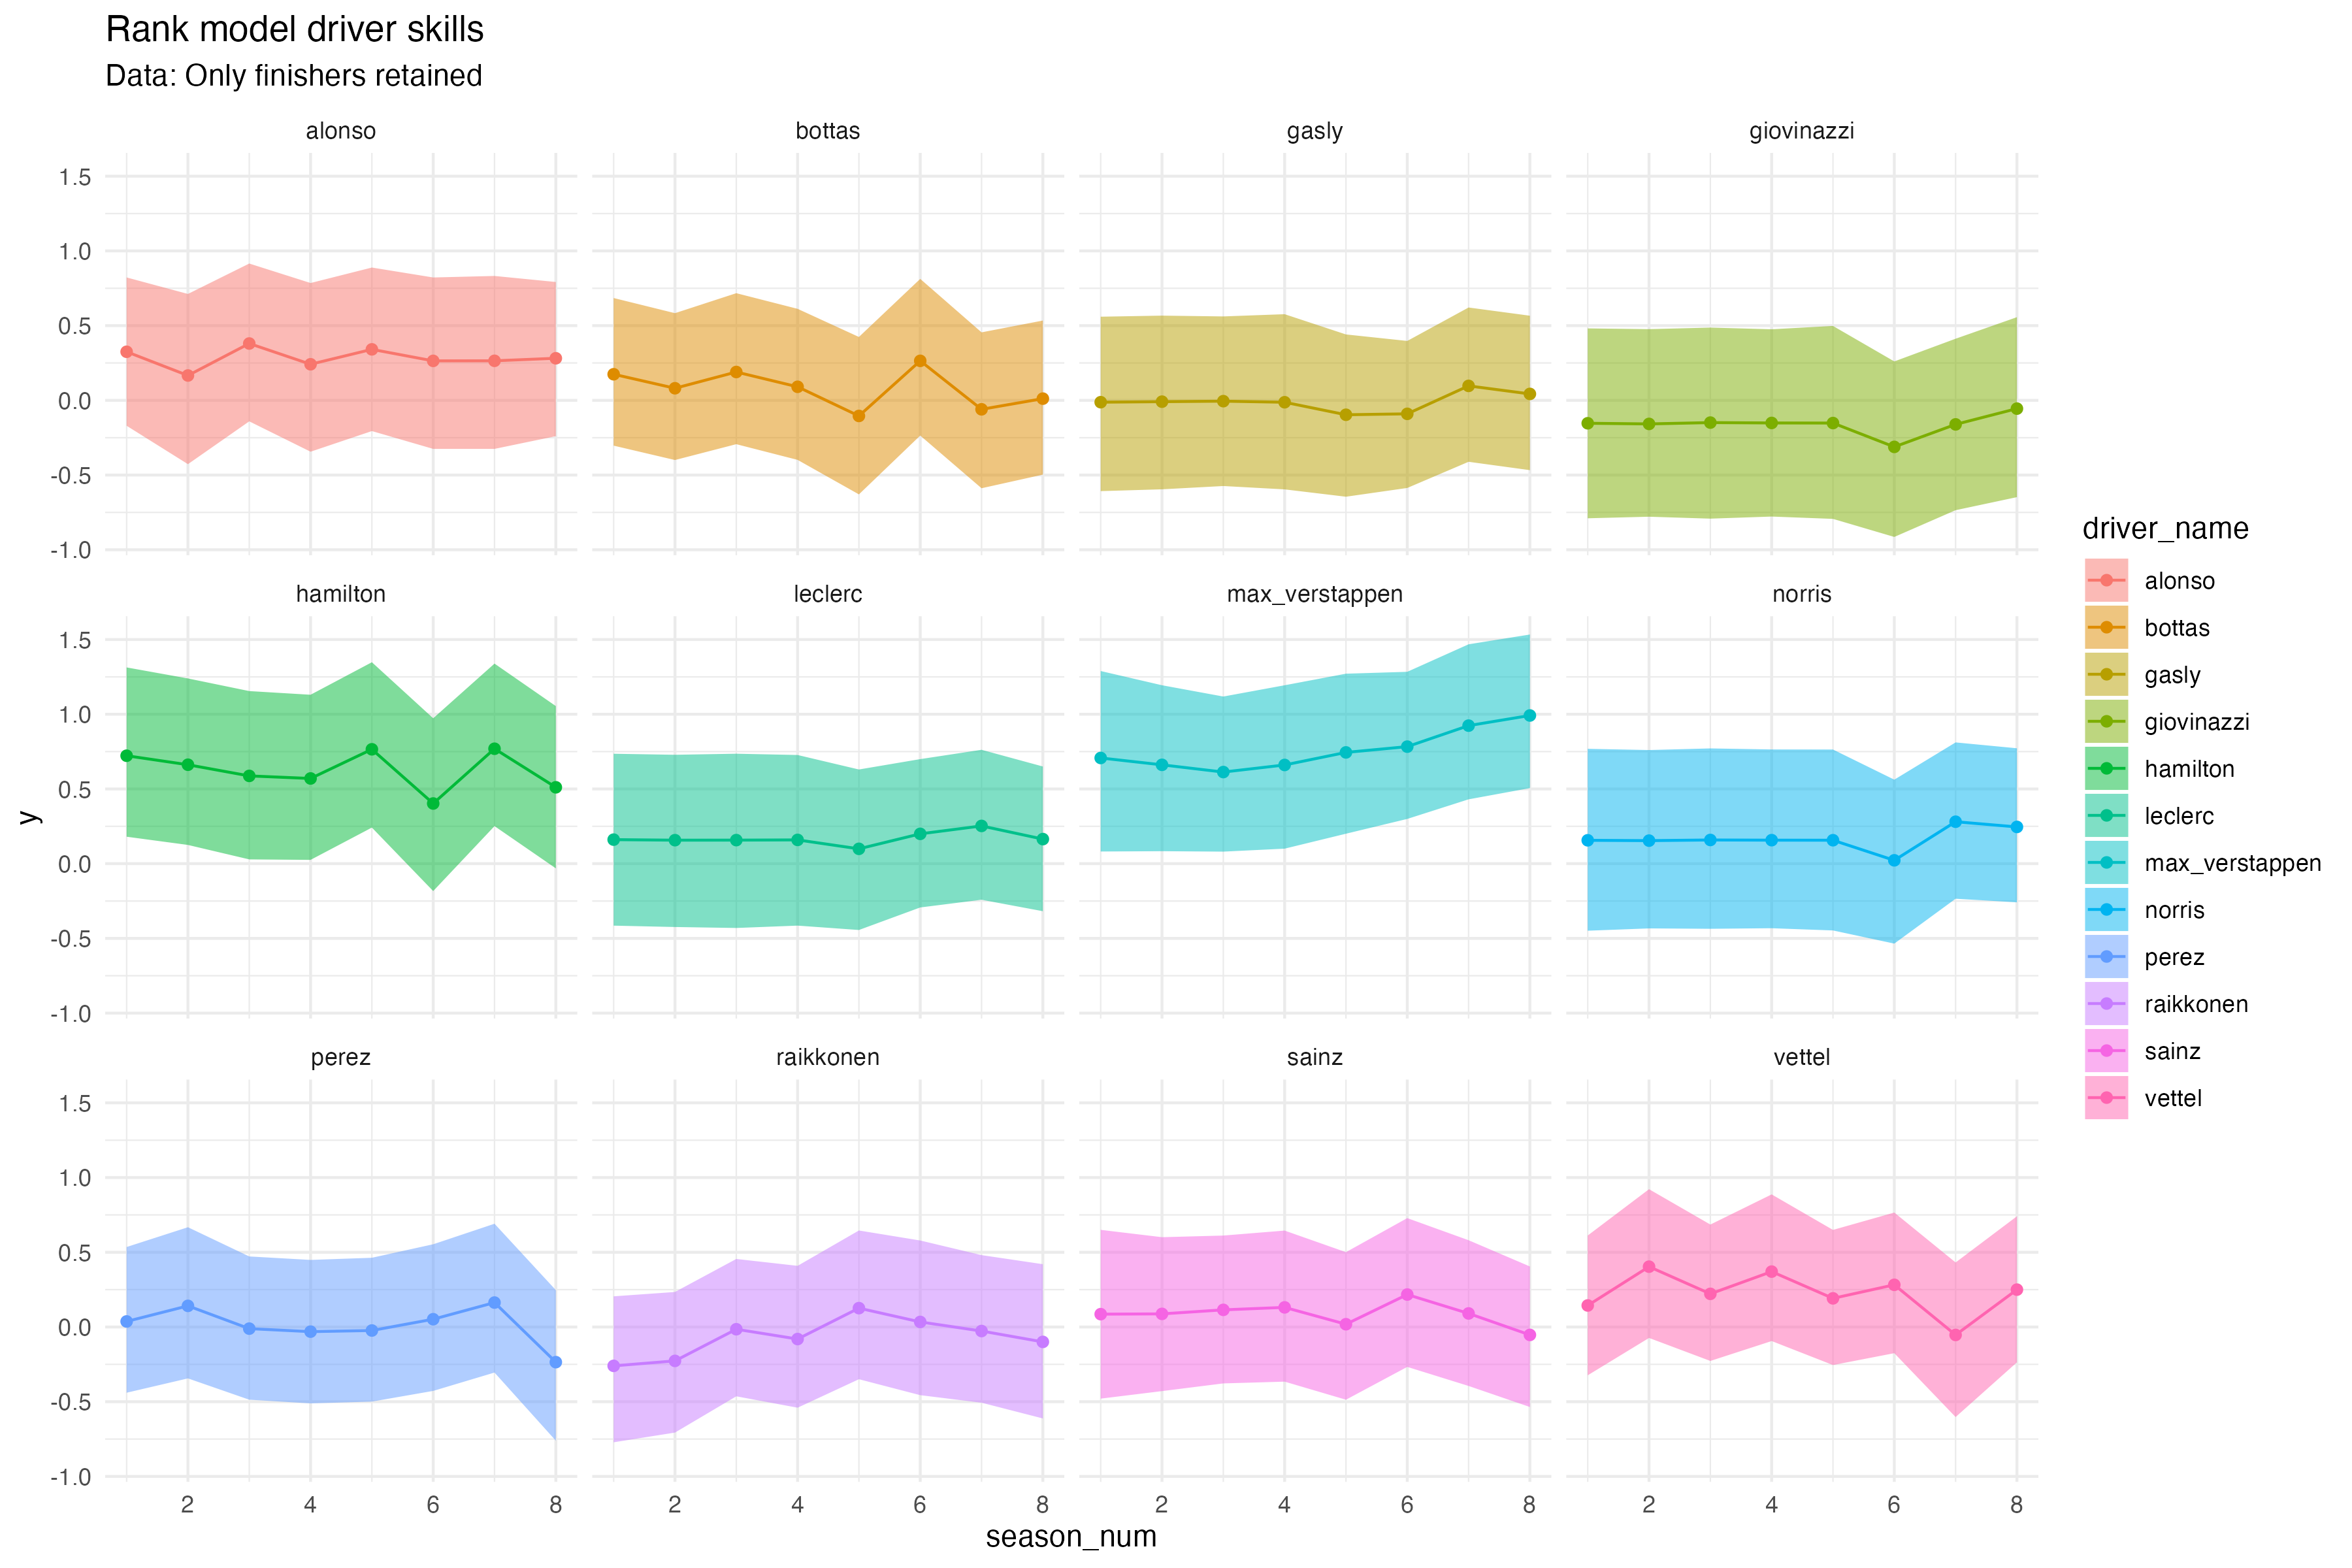 Rank model driver skills
Data: Only finishers retained
alonso bottas gasly giovinazzi
1.5
1.0
0.5
0.0
-0.5
-1.0
hamilton leclerc max_verstappen norris
1.5
1.0
0.5
0.0
-0.5
-1.0
perez raikkonen sainz vettel
1.5
1.0
0.5
0.0
-0.5
-1.0
2 4 6 8 2 4 6 8 2 4 6 8 2 4 6 8
season_num
y
driver_name
alonso
bottas
gasly
giovinazzi
hamilton
leclerc
max_verstappen
norris
perez
raikkonen
sainz
vettel